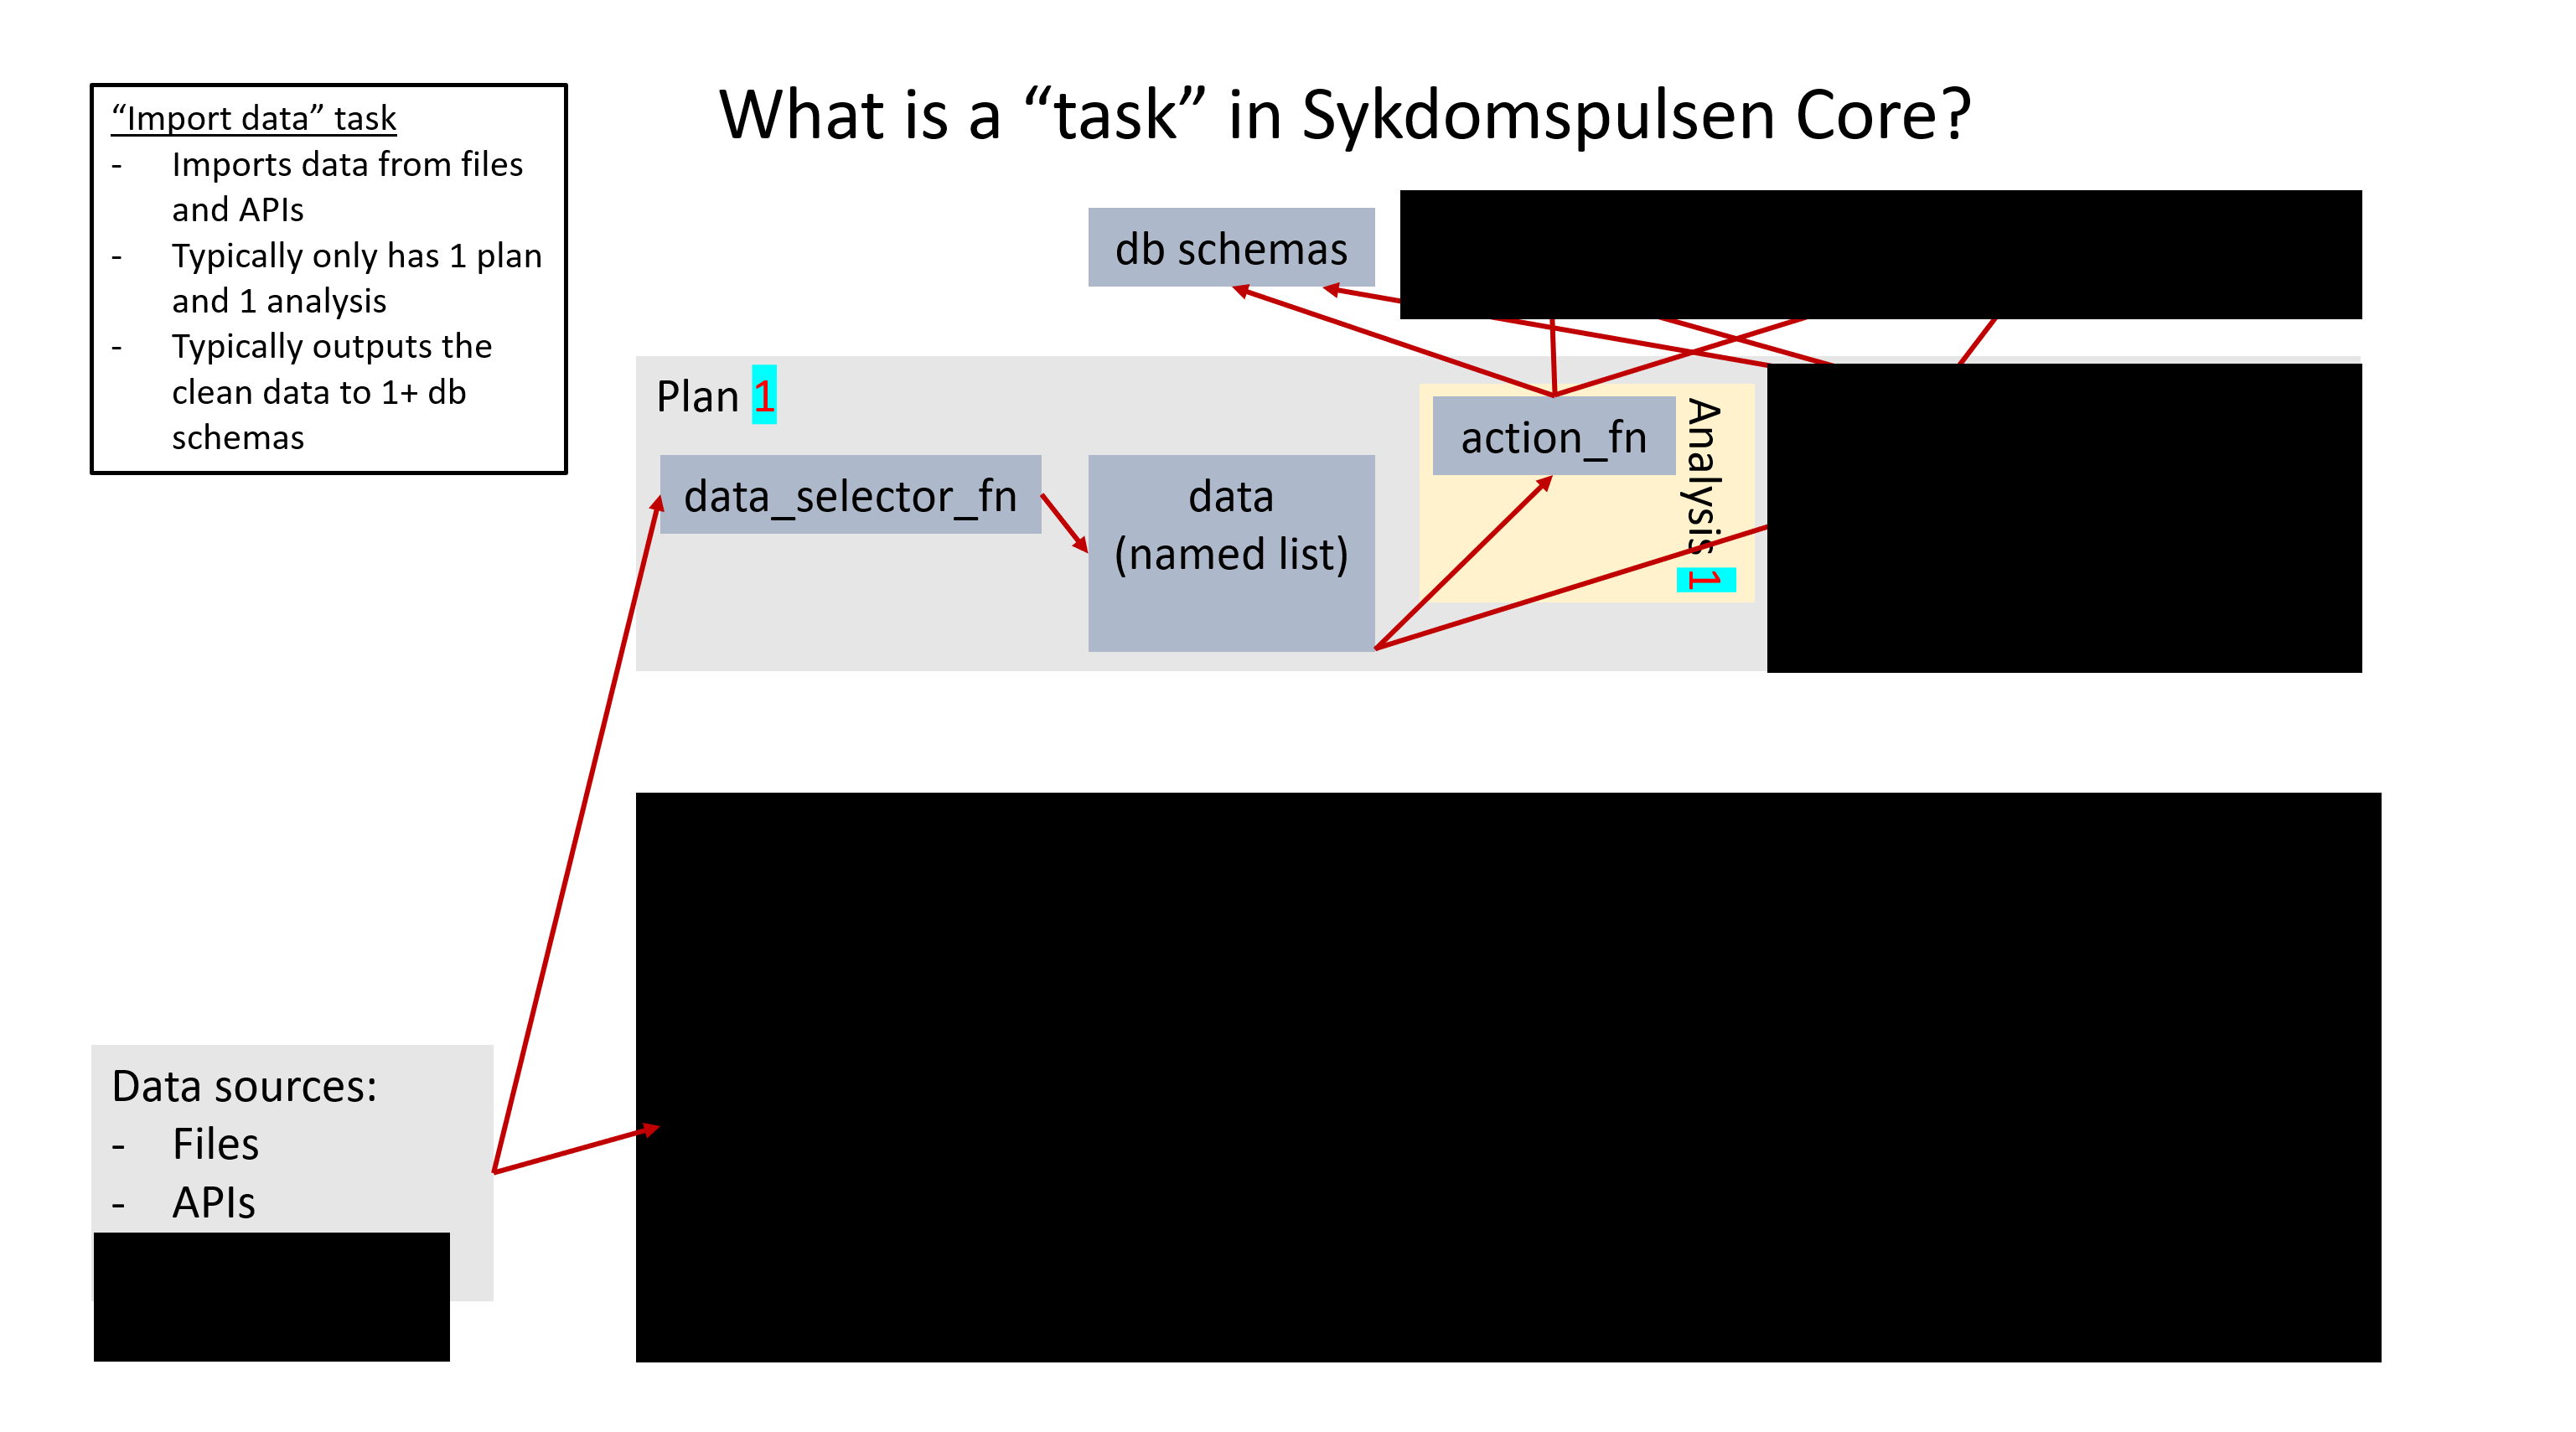 What is a “task” in Sykdomspulsen Core?
“Import data” task
- Imports data from files
and APIs
- Typically only has 1 plan
and 1 analysis
- Typically outputs the
clean data to 1+ db
schemas
db schemas
Plan 1
data_selector_fn
data
(named list)
action_fn
Analysis 1
Data sources:
- Files
- APIs